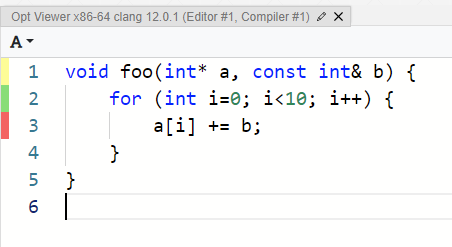 Opt Viewer x86-64 clang 12.0.1 (Editor #1, Compiler #1)
A
1 void foo(int* a, const int& b) {
2 for (int i=0; i<10; i++) {
3 a[i] += b;
4 }
5 }
6